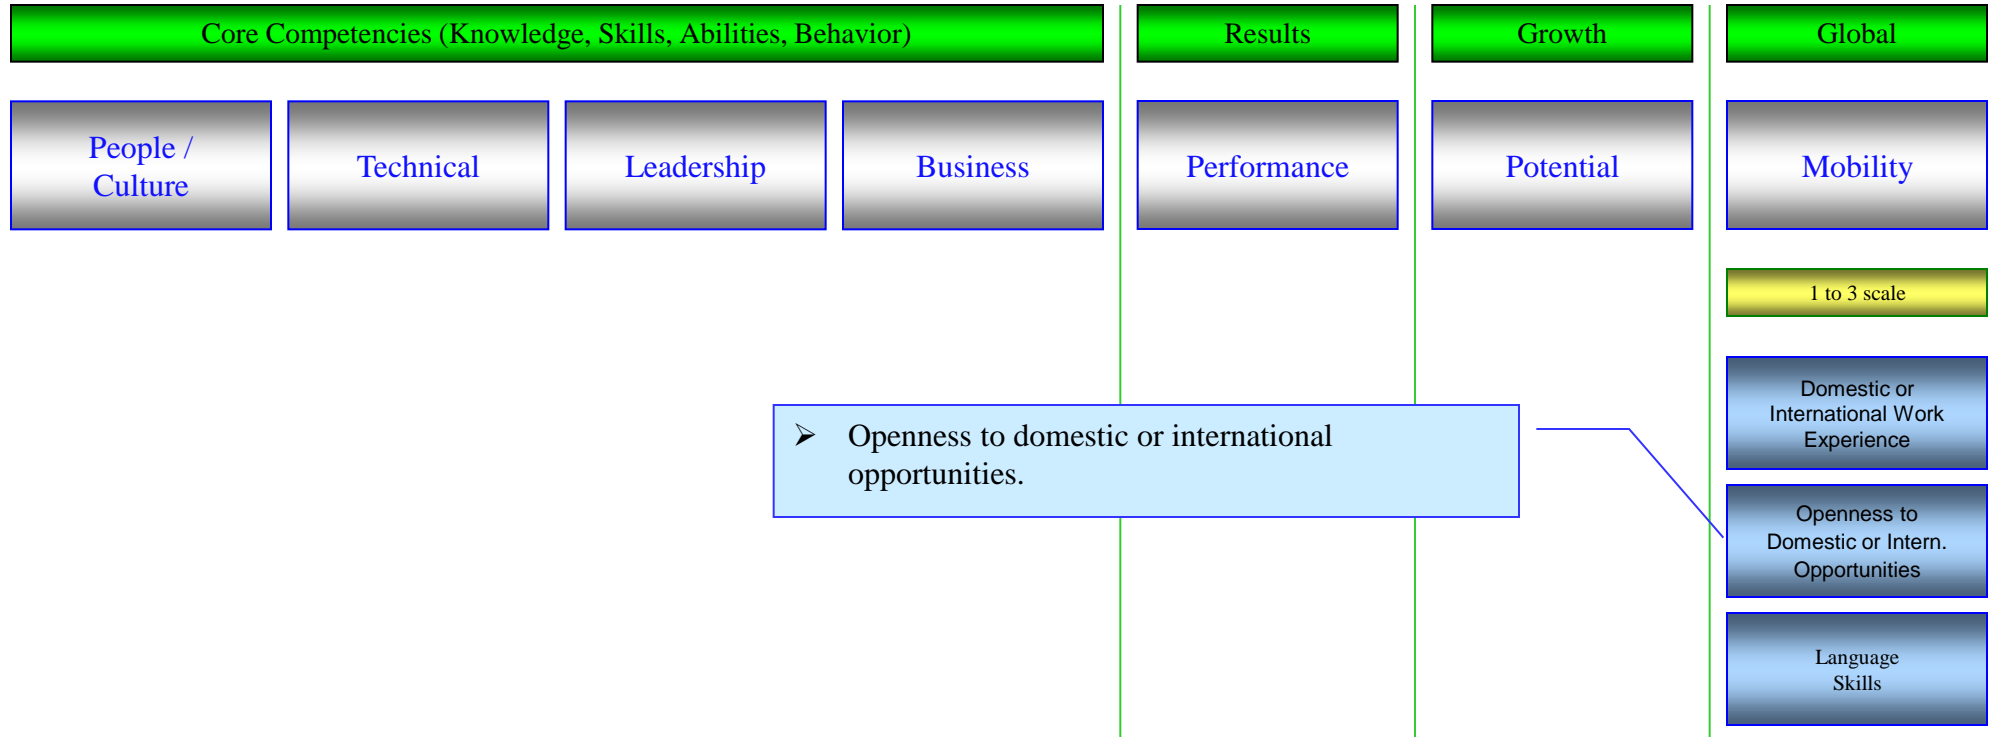 Core Competencies (Knowledge, Skills, Abilities, Behavior)
Results
Growth
Global
People /
Culture
Technical
Leadership
Business
Performance
Potential
Mobility
1 to 3 scale
Domestic or
International Work
Experience
➢ Openness to domestic or international
opportunities.
Openness to
Domestic or Intern.
Opportunities
Language
Skills